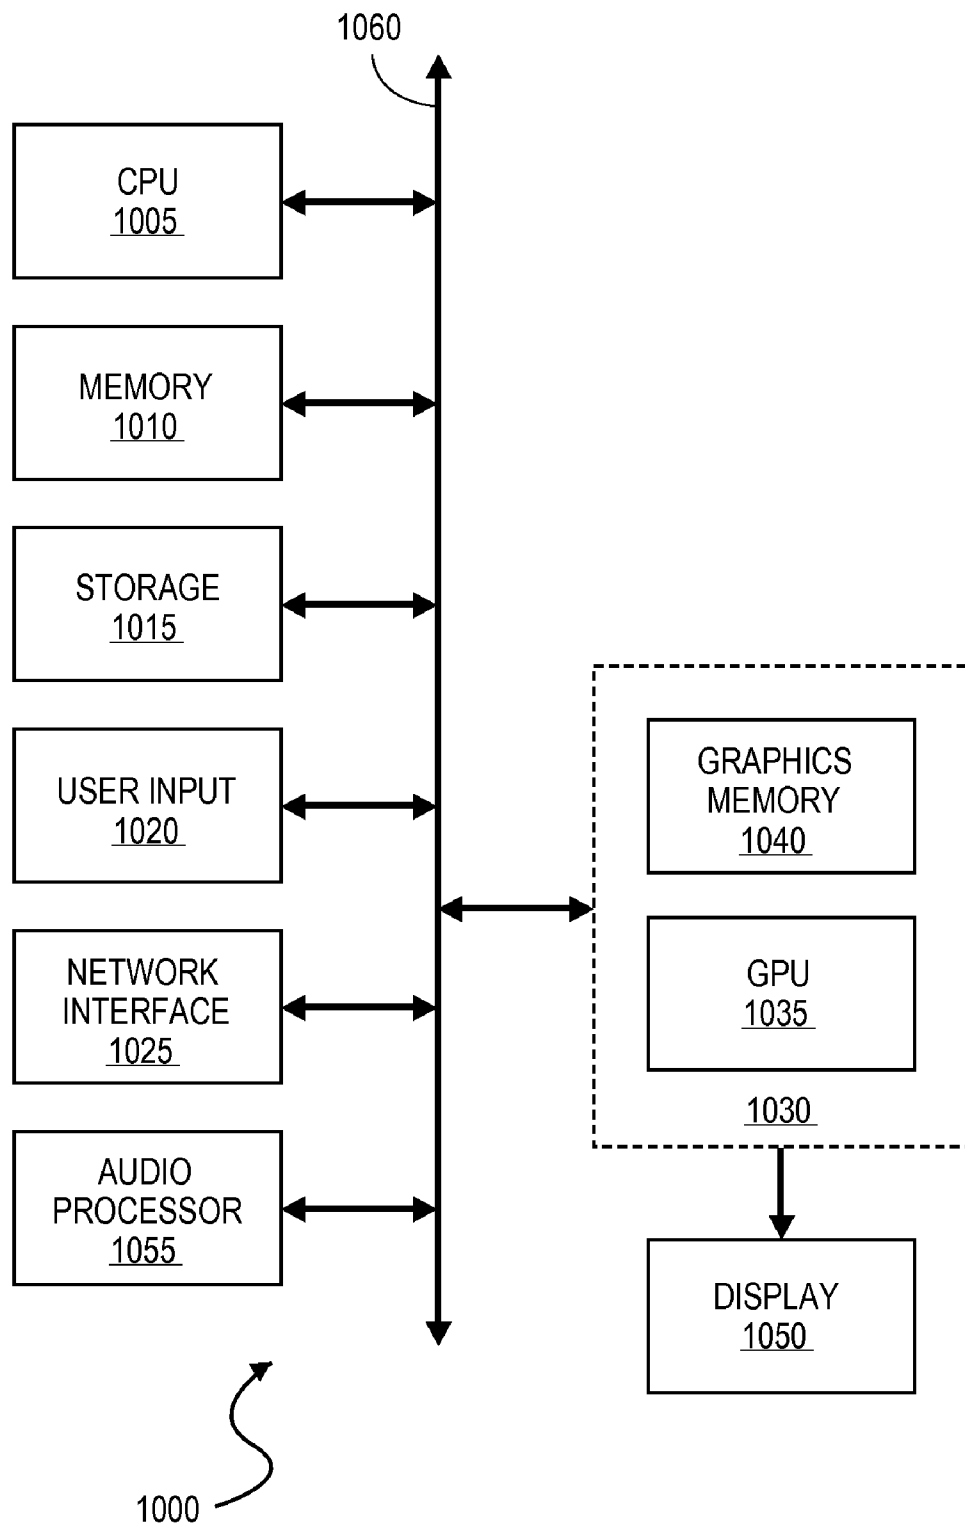 1060
CPU
1005
MEMORY
1010
STORAGE
1015
USER INPUT
1020
NETWORK
INTERFACE
1025
AUDIO
PROCESSOR
1055
GRAPHICS
MEMORY
1040
GPU
1035
1030
DISPLAY
1050
1000